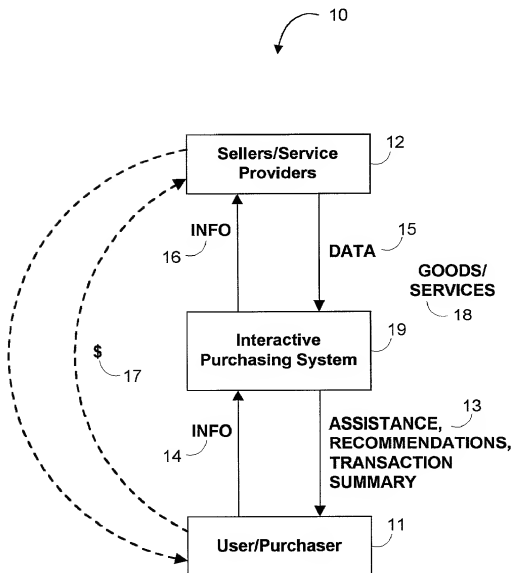 10
Sellers/Service
Providers
12
INFO
16
DATA
15
GOODS/
SERVICES
18
Interactive
Purchasing System
19
$
17
INFO
14
ASSISTANCE,
RECOMMENDATIONS,
TRANSACTION
SUMMARY
13
User/Purchaser
11